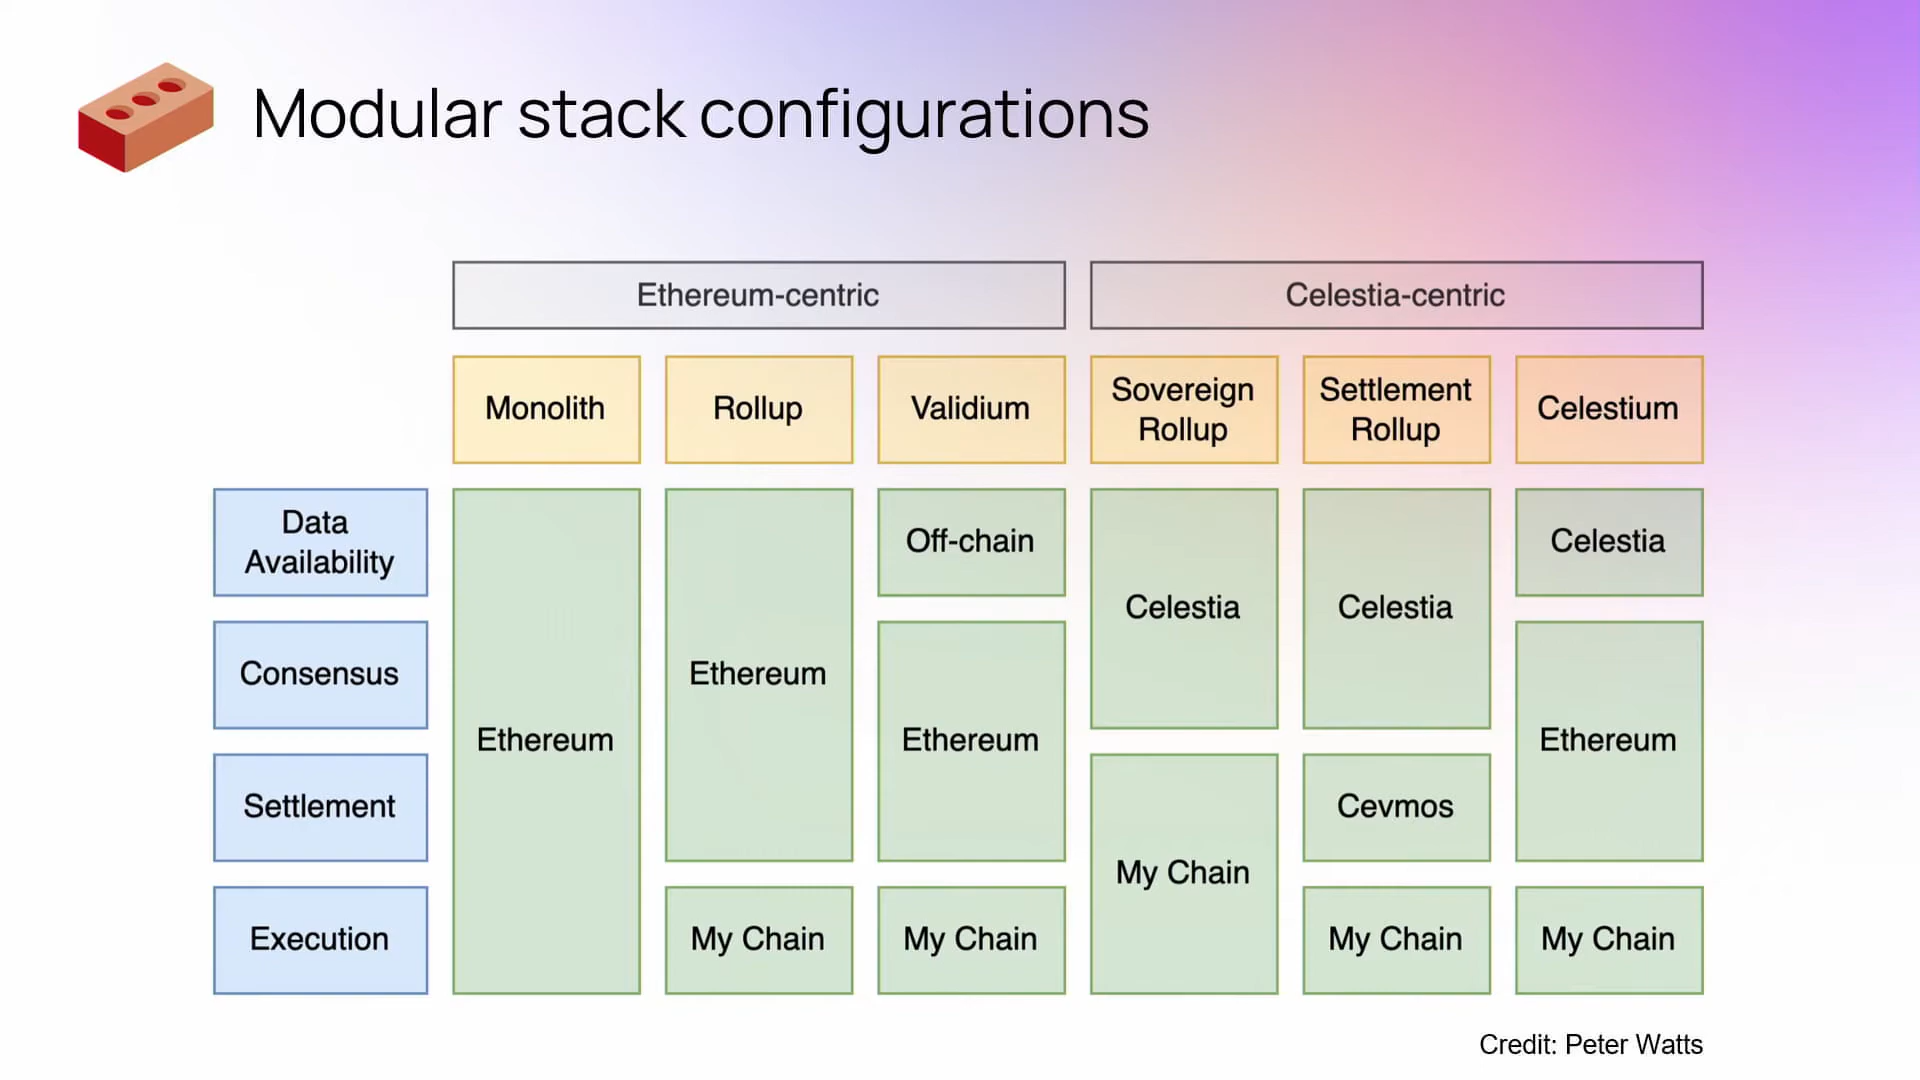 Modular stack configurations
Ethereum-centric
Celestia-centric
Monolith
Rollup
Validium
Sovereign
Rollup
Settlement
Rollup
Celestium
Data
Availability
Consensus
Settlement
Execution
Ethereum
Ethereum
My Chain
Off-chain
Ethereum
My Chain
Celestia
My Chain
Celestia
Cevmos
My Chain
Celestia
Ethereum
My Chain
Credit: Peter Watts